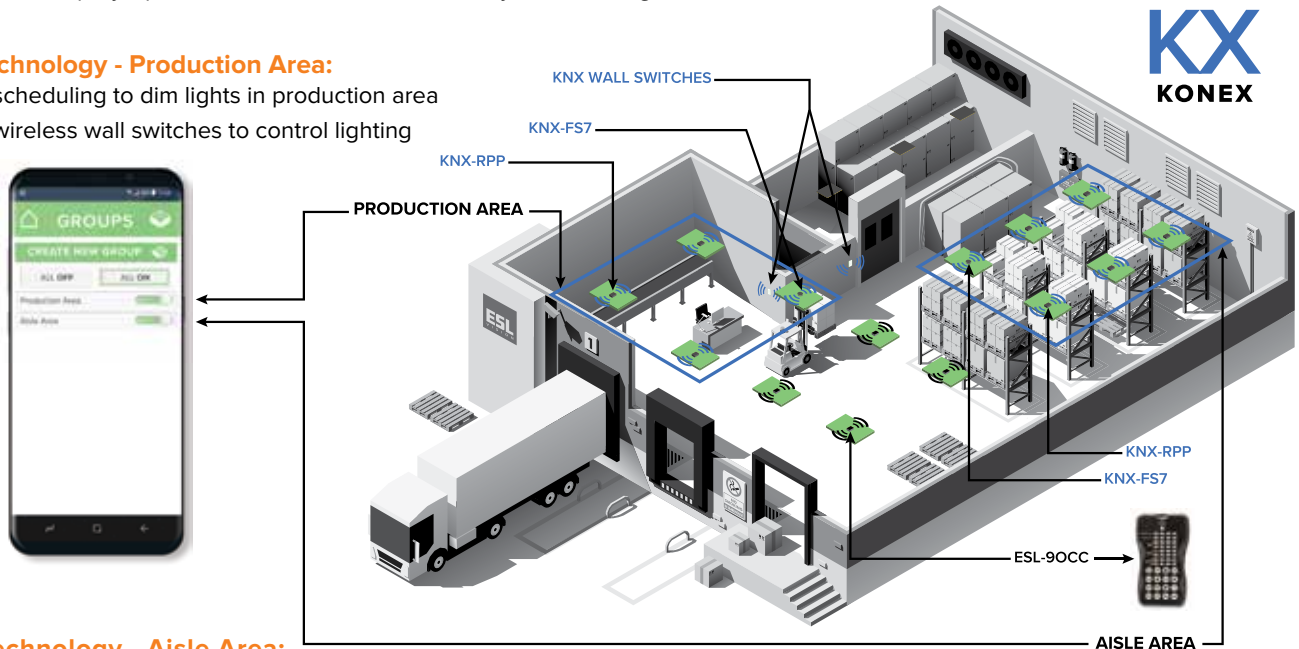 chnology - Production Area:
scheduling to dim lights in production area
wireless wall switches to control lighting
KX
KONEX
KNX WALL SWITCHES
KNX-FS7
KNX-RPP
PRODUCTION AREA
GROUPS
CREATE NEW GROUP
ALL OFF
ALL ON
Production Area
Aisle Area
ESL
1
KNX-RPP
KNX-FS7
ESL-90CC
AISLE AREA
chnology - Aisle Area: